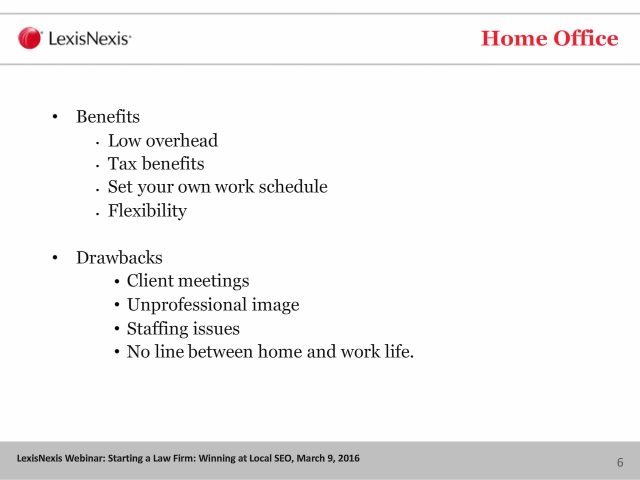 LexisNexis®
Home Office
• Benefits
• Low overhead
• Tax benefits
• Set your own work schedule
• Flexibility
• Drawbacks
• Client meetings
• Unprofessional image
• Staffing issues
• No line between home and work life.
LexisNexis Webinar: Starting a Law Firm: Winning at Local SEO, March 9, 2016
6